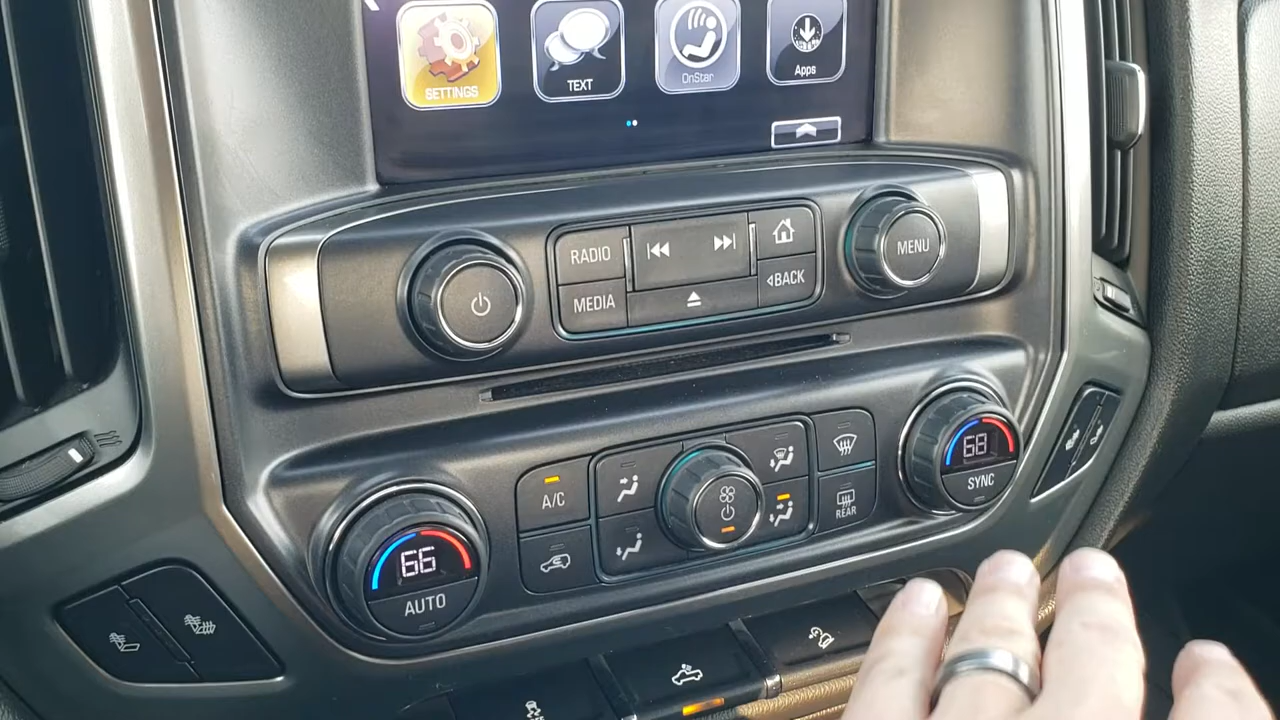 SETTINGS
TEXT
OnStar
Apps
RADIO
MEDIA
BACK
MENU
A/C
REAR
66
AUTO
68
SYNC